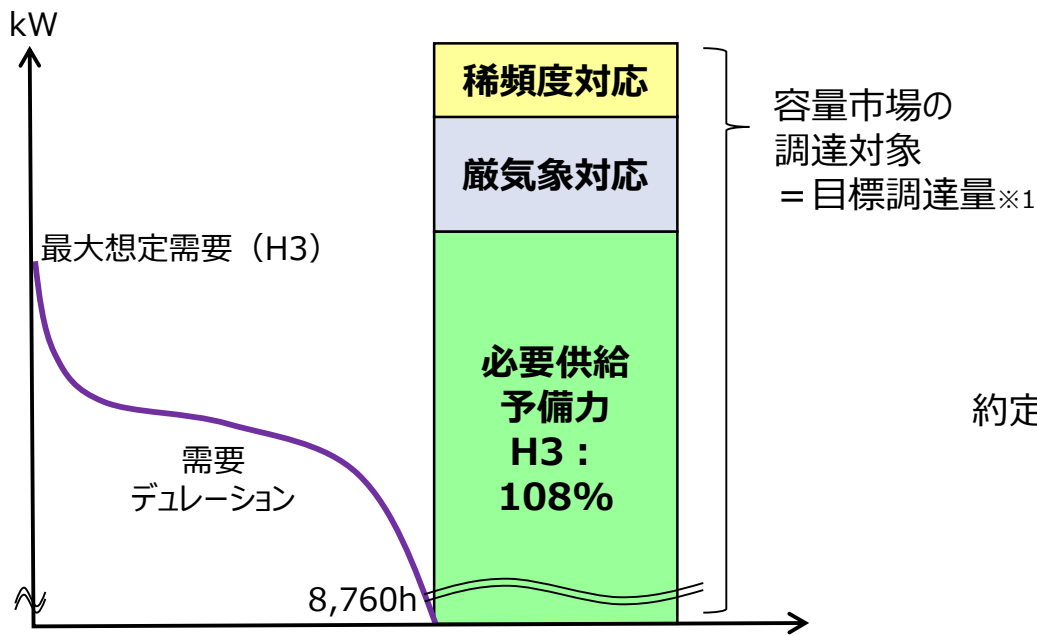 kW
稀頻度対応
厳気象対応
容量市場の
調達対象
=目標調達量※1
最大想定需要（H3）
必要供給
予備力
H3：
108%
約定
需要
デュレーション
8,760h